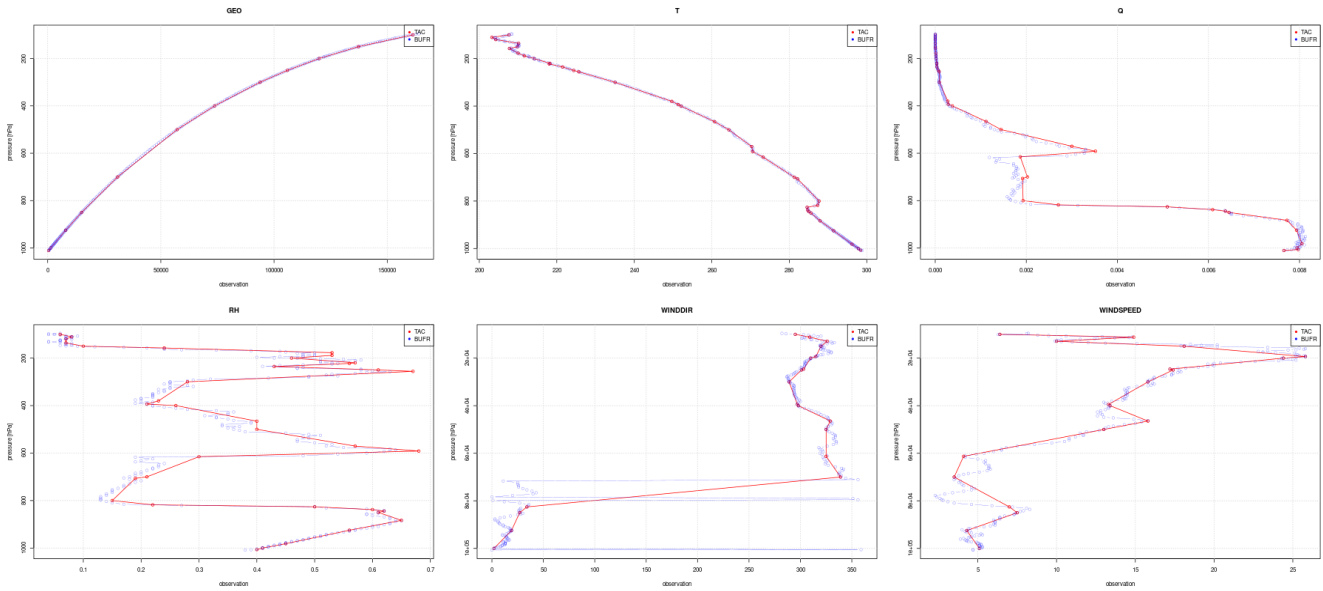 GEO
TAC
BUFR
pressure [hPa]
200
400
600
800
1000
0
50000
100000
150000
observation
T
TAC
BUFR
pressure [hPa]
200
400
600
800
1000
200
220
240
260
280
300
observation
Q
TAC
BUFR
pressure [hPa]
200
400
600
800
1000
0.000
0.002
0.004
0.006
0.008
observation
RH
TAC
BUFR
pressure [hPa]
200
400
600
800
1000
0.1
0.2
0.3
0.4
0.5
0.6
0.7
observation
WINDDIR
TAC
BUFR
pressure [hPa]
2e+04
4e+04
6e+04
8e+04
1e+05
0
50
100
150
200
250
300
350
observation
WINDSPEED
TAC
BUFR
pressure [hPa]
2e+04
4e+04
6e+04
8e+04
1e+05
5
10
15
20
25
observation